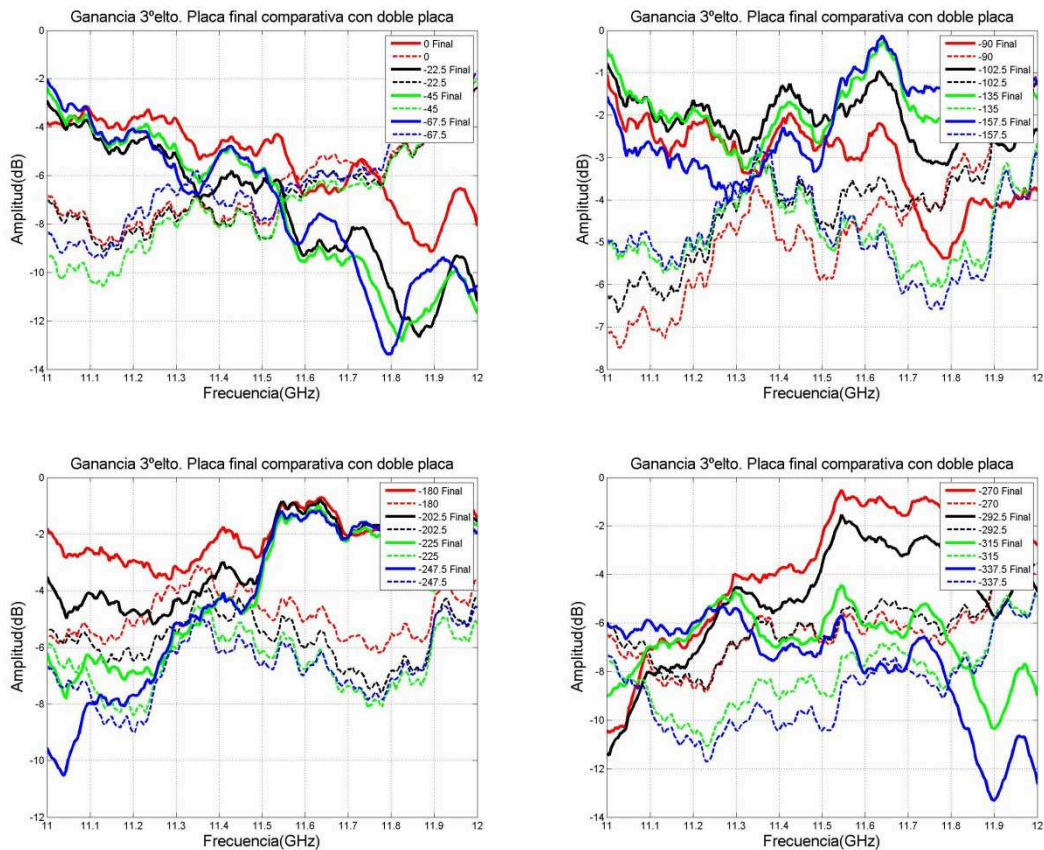 Ganancia 3ºelto. Placa final comparativa con doble placa
Amplitud(dB)
0
-2
-4
-6
-8
-10
-12
-14
0 Final
0
-22.5 Final
-22.5
-45 Final
-45
-67.5 Final
-67.5
11 11.1 11.2 11.3 11.4 11.5 11.6 11.7 11.8 11.9 12
Frecuencia(GHz)
Ganancia 3ºelto. Placa final comparativa con doble placa
Amplitud(dB)
0
-1
-2
-3
-4
-5
-6
-7
-8
-90 Final
-90
-102.5 Final
-102.5
-135 Final
-135
-157.5 Final
-157.5
11 11.1 11.2 11.3 11.4 11.5 11.6 11.7 11.8 11.9 12
Frecuencia(GHz)
Ganancia 3ºelto. Placa final comparativa con doble placa
Amplitud(dB)
0
-2
-4
-6
-8
-10
-12
-180 Final
-180
-202.5 Final
-202.5
-225 Final
-225
-247.5 Final
-247.5
11 11.1 11.2 11.3 11.4 11.5 11.6 11.7 11.8 11.9 12
Frecuencia(GHz)
Ganancia 3ºelto. Placa final comparativa con doble placa
Amplitud(dB)
0
-2
-4
-6
-8
-10
-12
-14
-270 Final
-270
-292.5 Final
-292.5
-315 Final
-315
-337.5 Final
-337.5
11 11.1 11.2 11.3 11.4 11.5 11.6 11.7 11.8 11.9 12
Frecuencia(GHz)